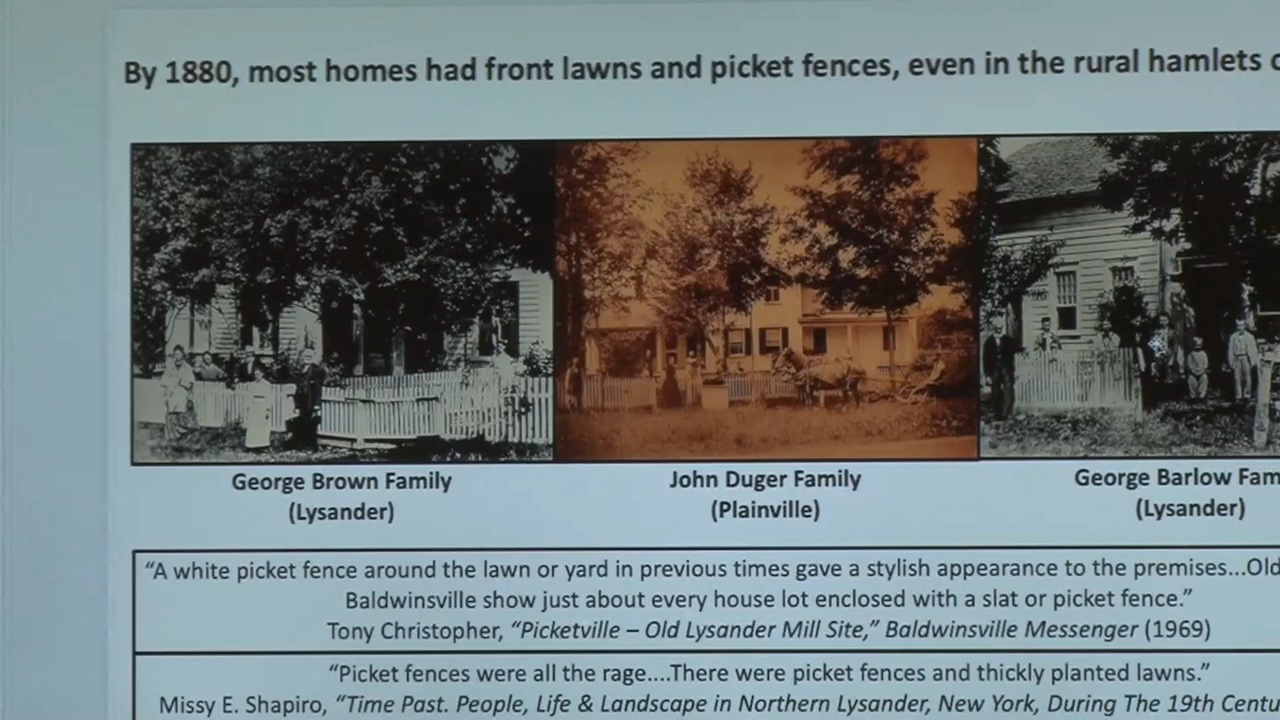 By 1880, most homes had front lawns and picket fences, even in the rural hamlets
George Brown Family
(Lysander)
John Duger Family
(Plainville)
George Barlow
(Lysander)
“A white picket fence around the lawn or yard in previous times gave a stylish appearance to the premises...Old
Baldwinsville show just about every house lot enclosed with a slat or picket fence.”
Tony Christopher, “Picketville – Old Lysander Mill Site,” Baldwinsville Messenger (1969)
“Picket fences were all the rage....There were picket fences and thickly planted lawns.”
Missy E. Shapiro, “Time Past. People, Life & Landscape in Northern Lysander, New York, During The 19th